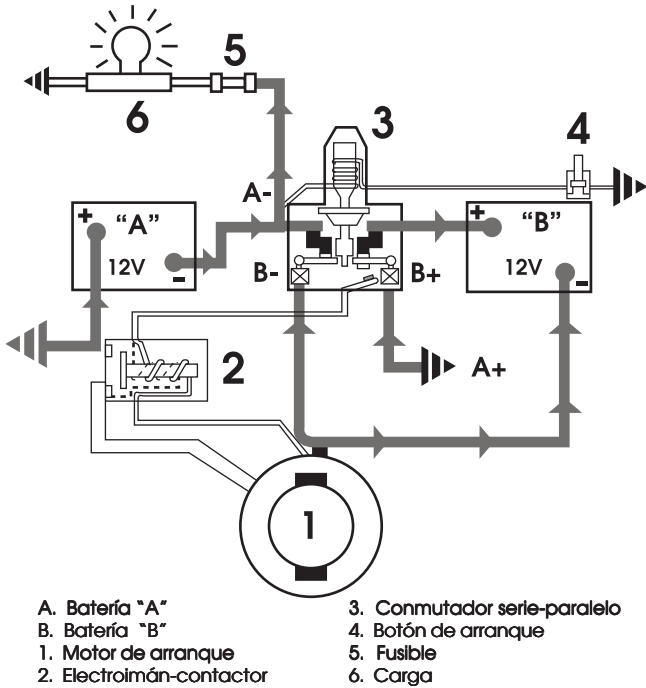 5
3
4
6
A-
+ "A"
+ "B"
12V
12V
-
-
B-
B+
A+
2
1
A. Batería "A"
B. Batería "B"
1. Motor de arranque
2. Electroimán-contactor
3. Conmutador serie-paralelo
4. Botón de arranque
5. Fusible
6. Carga